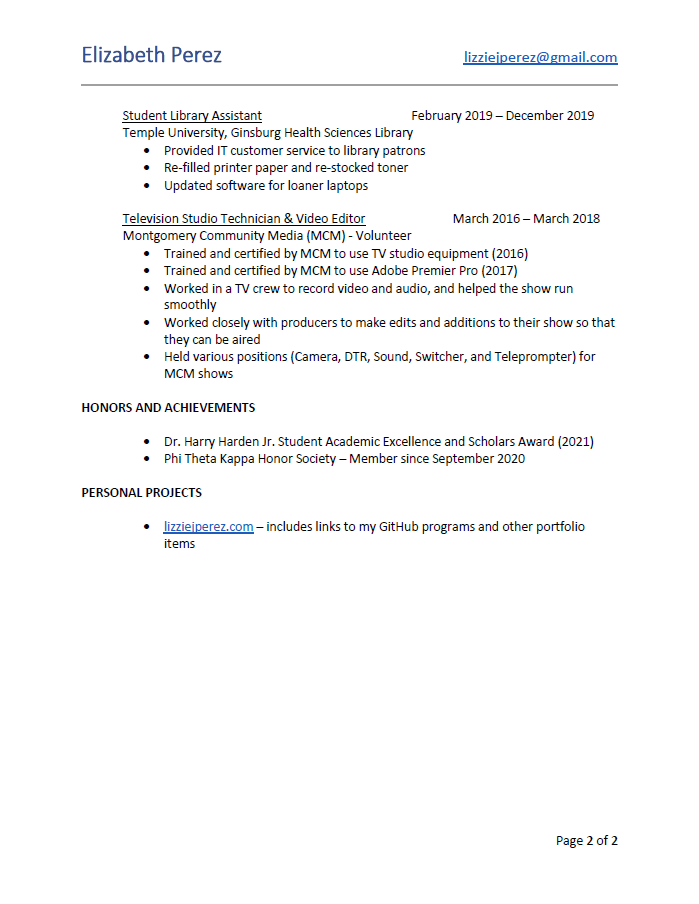 Elizabeth Perez lizziejperez@gmail.com
Student Library Assistant February 2019 – December 2019
Temple University, Ginsburg Health Sciences Library
• Provided IT customer service to library patrons
• Re-filled printer paper and re-stocked toner
• Updated software for loaner laptops
Television Studio Technician & Video Editor March 2016 – March 2018
Montgomery Community Media (MCM) - Volunteer
• Trained and certified by MCM to use TV studio equipment (2016)
• Trained and certified by MCM to use Adobe Premier Pro (2017)
• Worked in a TV crew to record video and audio, and helped the show run
smoothly
• Worked closely with producers to make edits and additions to their show so that
they can be aired
• Held various positions (Camera, DTR, Sound, Switcher, and Teleprompter) for
MCM shows
HONORS AND ACHIEVEMENTS
• Dr. Harry Harden Jr. Student Academic Excellence and Scholars Award (2021)
• Phi Theta Kappa Honor Society – Member since September 2020
PERSONAL PROJECTS
• lizziejperez.com – includes links to my GitHub programs and other portfolio
items
Page 2 of 2